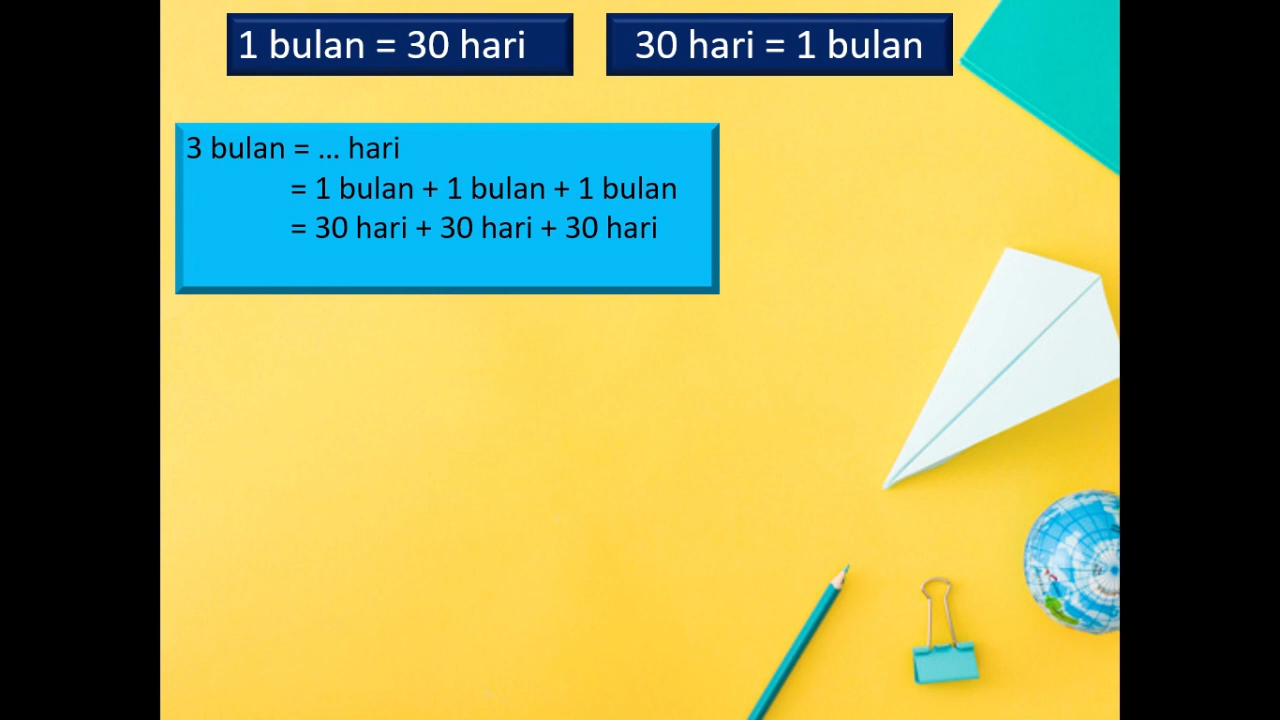 1 bulan = 30 hari
30 hari = 1 bulan
3 bulan = ... hari
= 1 bulan + 1 bulan + 1 bulan
= 30 hari + 30 hari + 30 hari